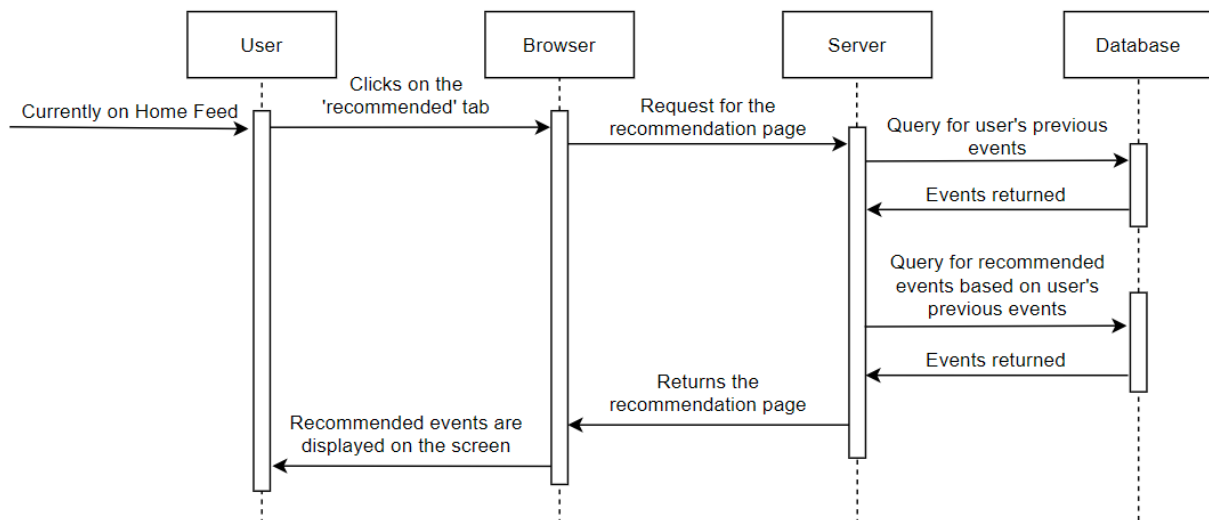 User
Browser
Server
Database
Currently on Home Feed
Clicks on the
'recommended' tab
Request for the
recommendation page
Query for user's previous
events
Events returned
Query for recommended
events based on user's
previous events
Events returned
Returns the
recommendation page
Recommended events are
displayed on the screen